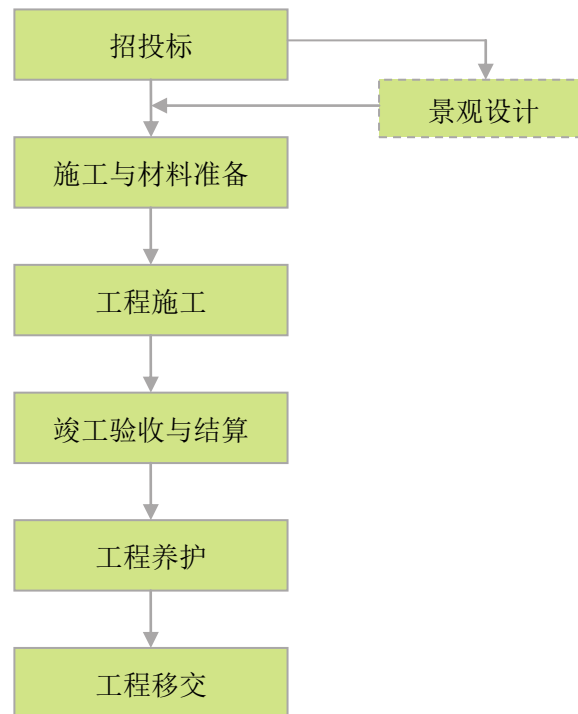 招投标
景观设计
施工与材料准备
工程施工
竣工验收与结算
工程养护
工程移交